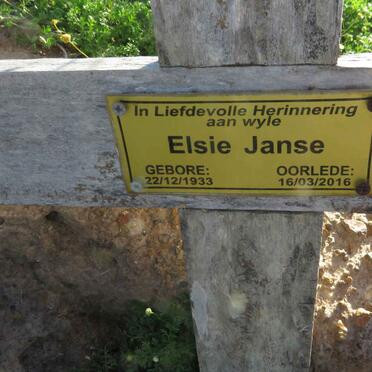 In Liefdevolle Herinnering
aan wyle
Elsie Janse
GEBORE: OORLEDE:
22/12/1933 16/03/2016